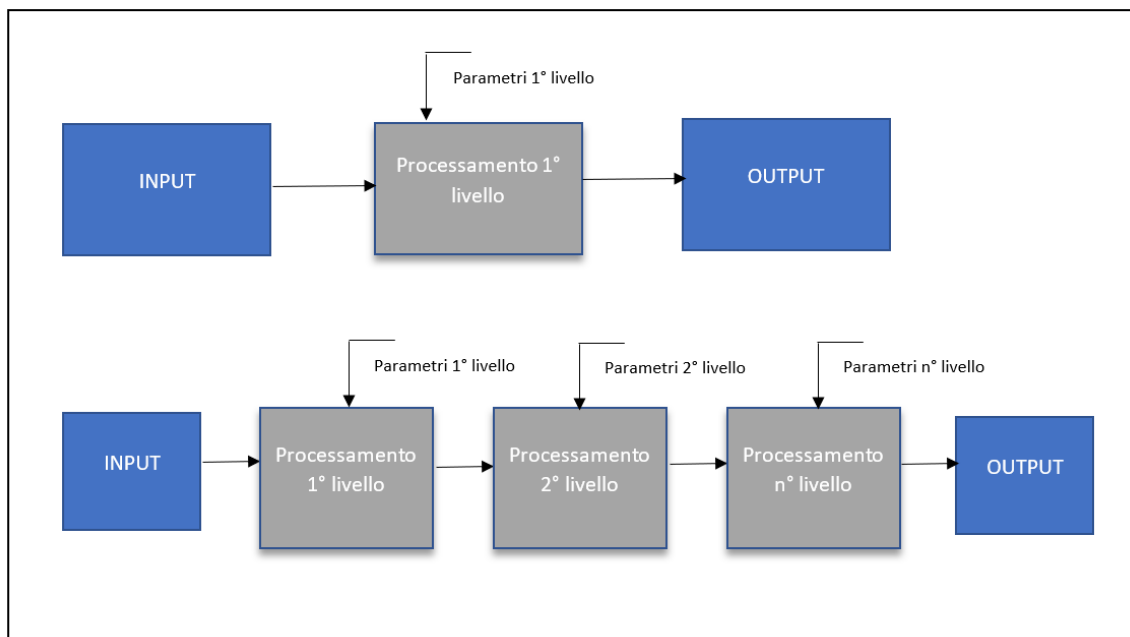 Parametri 1° livello
INPUT
Processamento 1°
livello
OUTPUT
Parametri 1° livello
Parametri 2° livello
Parametri n° livello
INPUT
Processamento
1° livello
Processamento
2° livello
Processamento
n° livello
OUTPUT